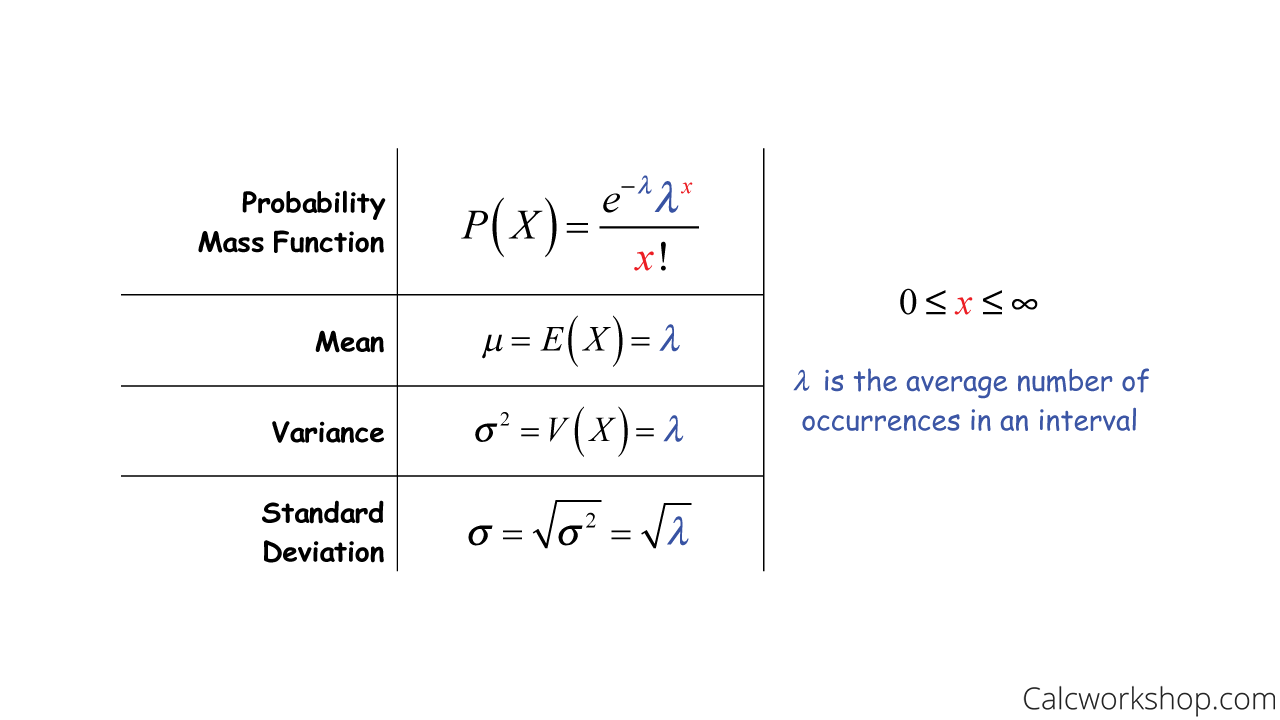 Probability
Mass Function
P(X) = e^{-λ} λ^x / x!
Mean
μ = E(X) = λ
Variance
σ² = V(X) = λ
Standard
Deviation
σ = √σ² = √λ
0 ≤ x ≤ ∞
λ is the average number of
occurrences in an interval
Calcworkshop.com